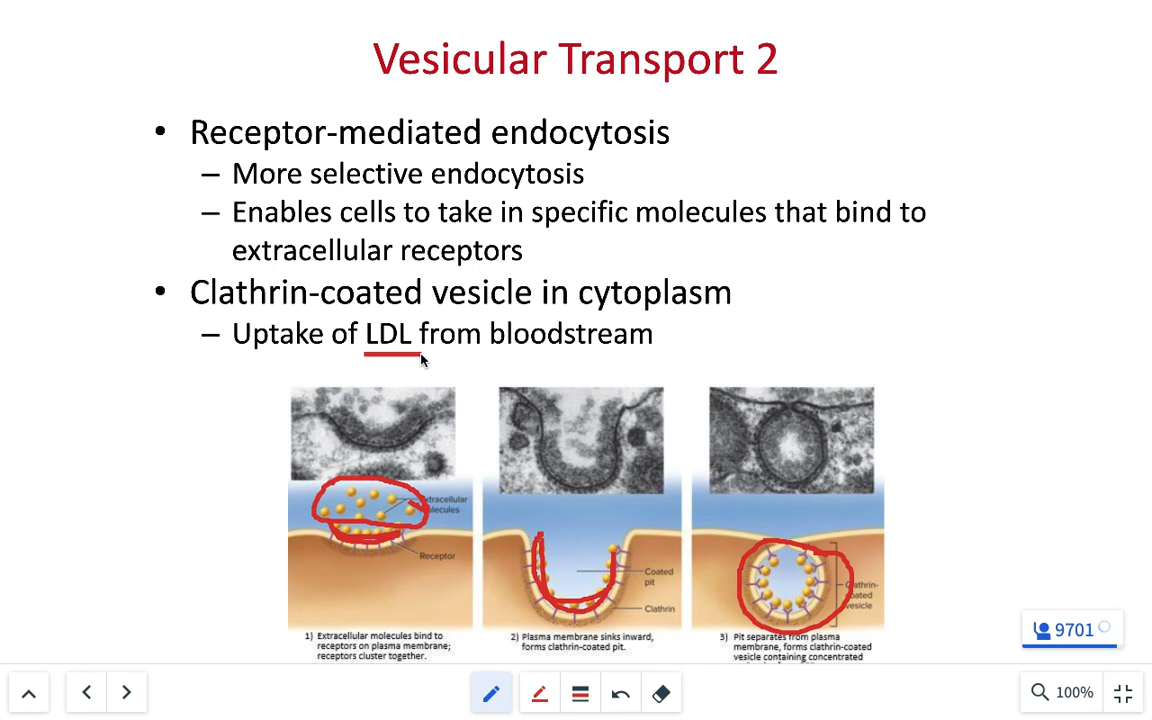 Vesicular Transport 2
• Receptor-mediated endocytosis
– More selective endocytosis
– Enables cells to take in specific molecules that bind to
extracellular receptors
• Clathrin-coated vesicle in cytoplasm
– Uptake of LDL from bloodstream
Extracellular
molecules
Receptor
Coated
pit
Clathrin
Clathrin-
coated
vesicle
1) Extracellular molecules bind to
receptors on plasma membrane;
receptors cluster together.
2) Plasma membrane sinks inward,
forms clathrin-coated pit.
3) Pit separates from plasma
membrane, forms clathrin-coated
vesicle containing concentrated
9701
100%